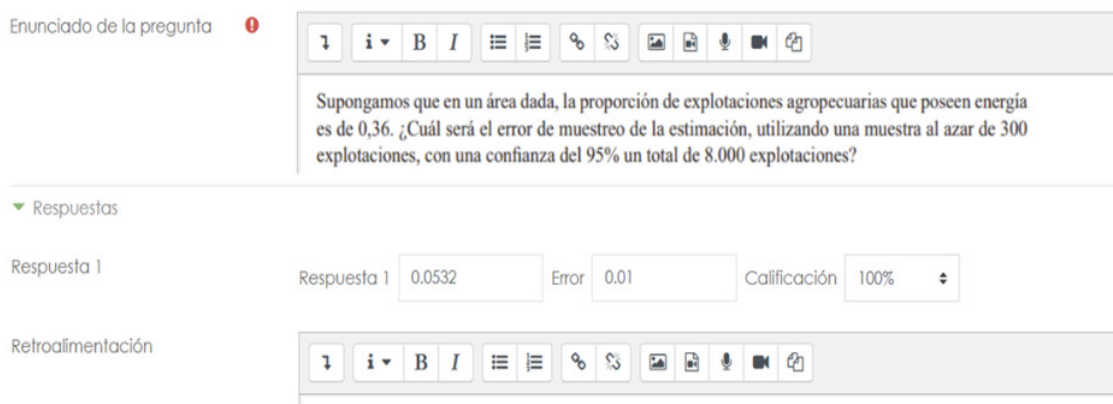 Enunciado de la pregunta
B I
Supongamos que en un área dada, la proporción de explotaciones agropecuarias que poseen energía
es de 0,36. ¿Cuál será el error de muestreo de la estimación, utilizando una muestra al azar de 300
explotaciones, con una confianza del 95% un total de 8.000 explotaciones?
Respuestas
Respuesta 1 Respuesta 1 0.0532 Error 0.01 Calificación 100%
Retroalimentación
B I